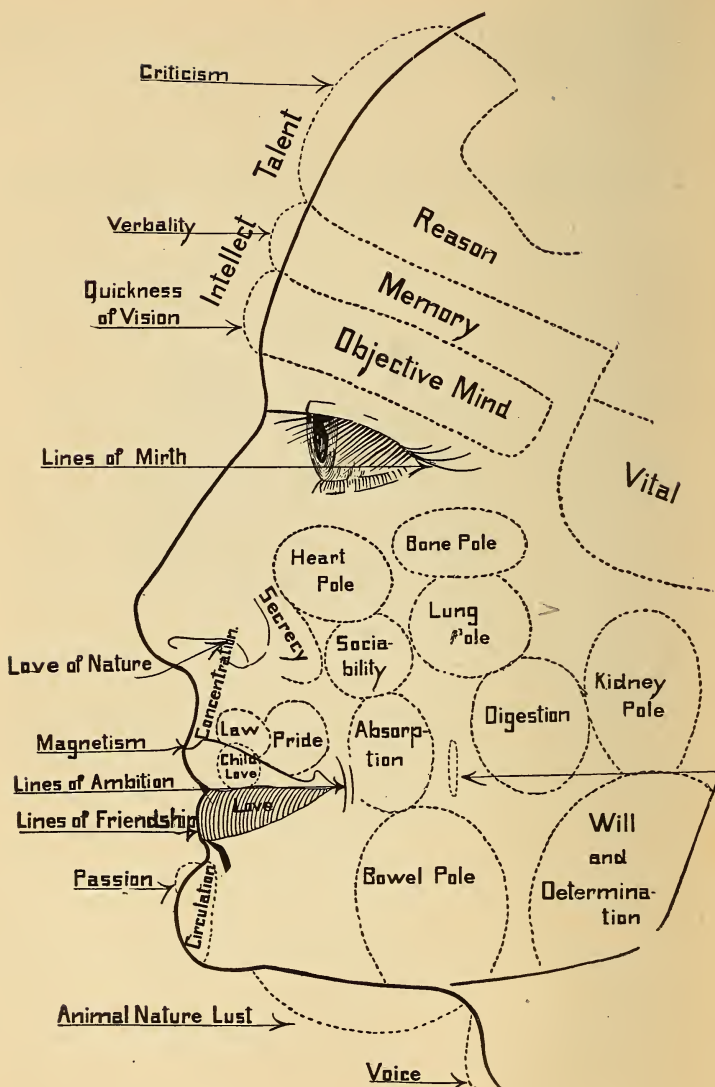 Criticism
Talent
Reason
Verbality
Intellect
Memory
Quickness
of Vision
Objective Mind
Lines of Mirth
Vital
Heart
Pole
Bone Pole
Secrecy
Lung
Pole
Socia-
bility
Love of Nature
Concentration
Kidney
Pole
Digestion
Law
Pride
Absorp-
tion
Magnetism
Child
Love
Lines of Ambition
Love
Lines of Friendship
Will
and
Determina-
tion
Passion
Circulation
Bowel Pole
Animal Nature Lust
Voice